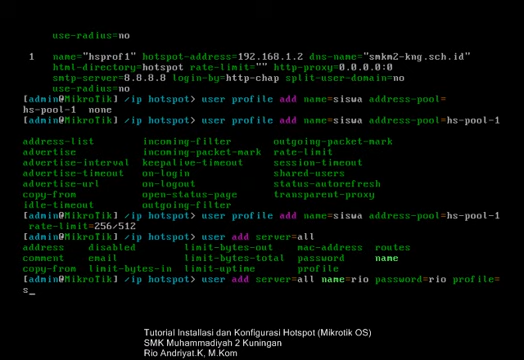 use-radius=no
1 name="hsprof1" hotspot-address=192.168.1.2 dns-name="smkm2-kng.sch.id"
html-directory=hotspot rate-limit="" http-proxy=0.0.0.0:0
smtp-server=8.8.8.8 login-by=http-chap split-user-domain=no
use-radius=no
[admin@MikroTik] /ip hotspot> user profile add name=siswa address-pool=
hs-pool-1 none
[admin@MikroTik] /ip hotspot> user profile add name=siswa address-pool=hs-pool-1
address-list incoming-filter outgoing-packet-mark
advertise incoming-packet-mark rate-limit
advertise-interval keepalive-timeout session-timeout
advertise-timeout on-login shared-users
advertise-url on-logout status-autorefresh
copy-from open-status-page transparent-proxy
idle-timeout outgoing-filter
[admin@MikroTik] /ip hotspot> user profile add name=siswa address-pool=hs-pool-1
rate-limit=256/512
[admin@MikroTik] /ip hotspot> user add server=all
address disabled limit-bytes-out mac-address routes
comment email limit-bytes-total password name
copy-from limit-bytes-in limit-uptime profile
[admin@MikroTik] /ip hotspot> user add server=all name=rio password=rio profile=
s_
Tutorial Installasi dan Konfigurasi Hotspot (Mikrotik OS)
SMK Muhammadiyah 2 Kuningan
Rio Andriyat.K, M.Kom